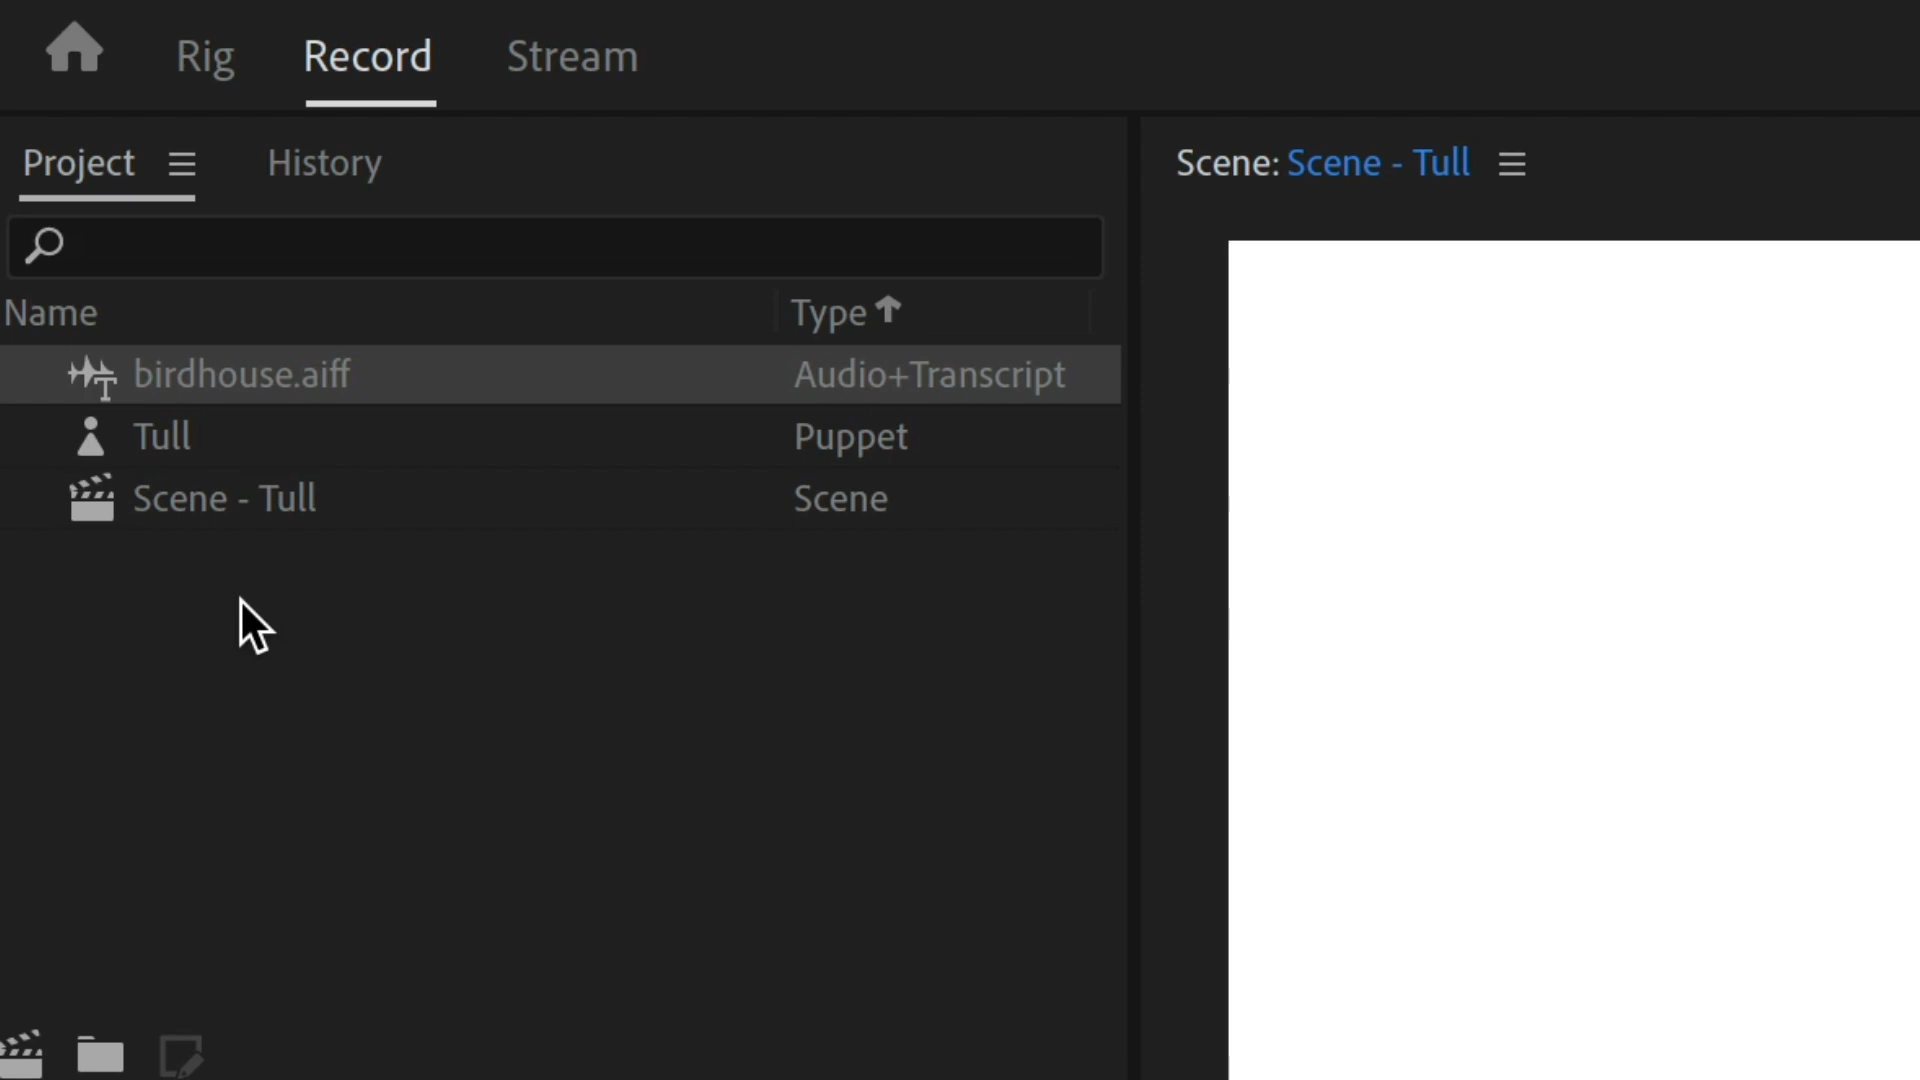 Rig Record Stream
Project History
Scene: Scene - Tull
Name Type
birdhouse.aiff Audio+Transcript
Tull Puppet
Scene - Tull Scene